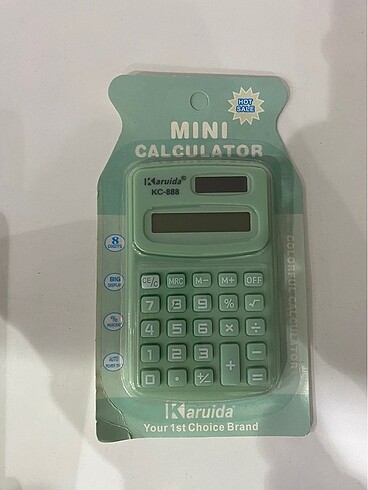 HOT
SALE
MINI
CALCULATOR
Karuida®
KC-888
8
DIGITS
BIG
DISPLAY
%
AUTO
COLORFUL CALCULATOR
CE/C MRC M− M+ OFF
7 8 9 % √
4 5 6 × ÷
1 2 3 + −
0 . +/− =
Karuida
Your 1st Choice Brand